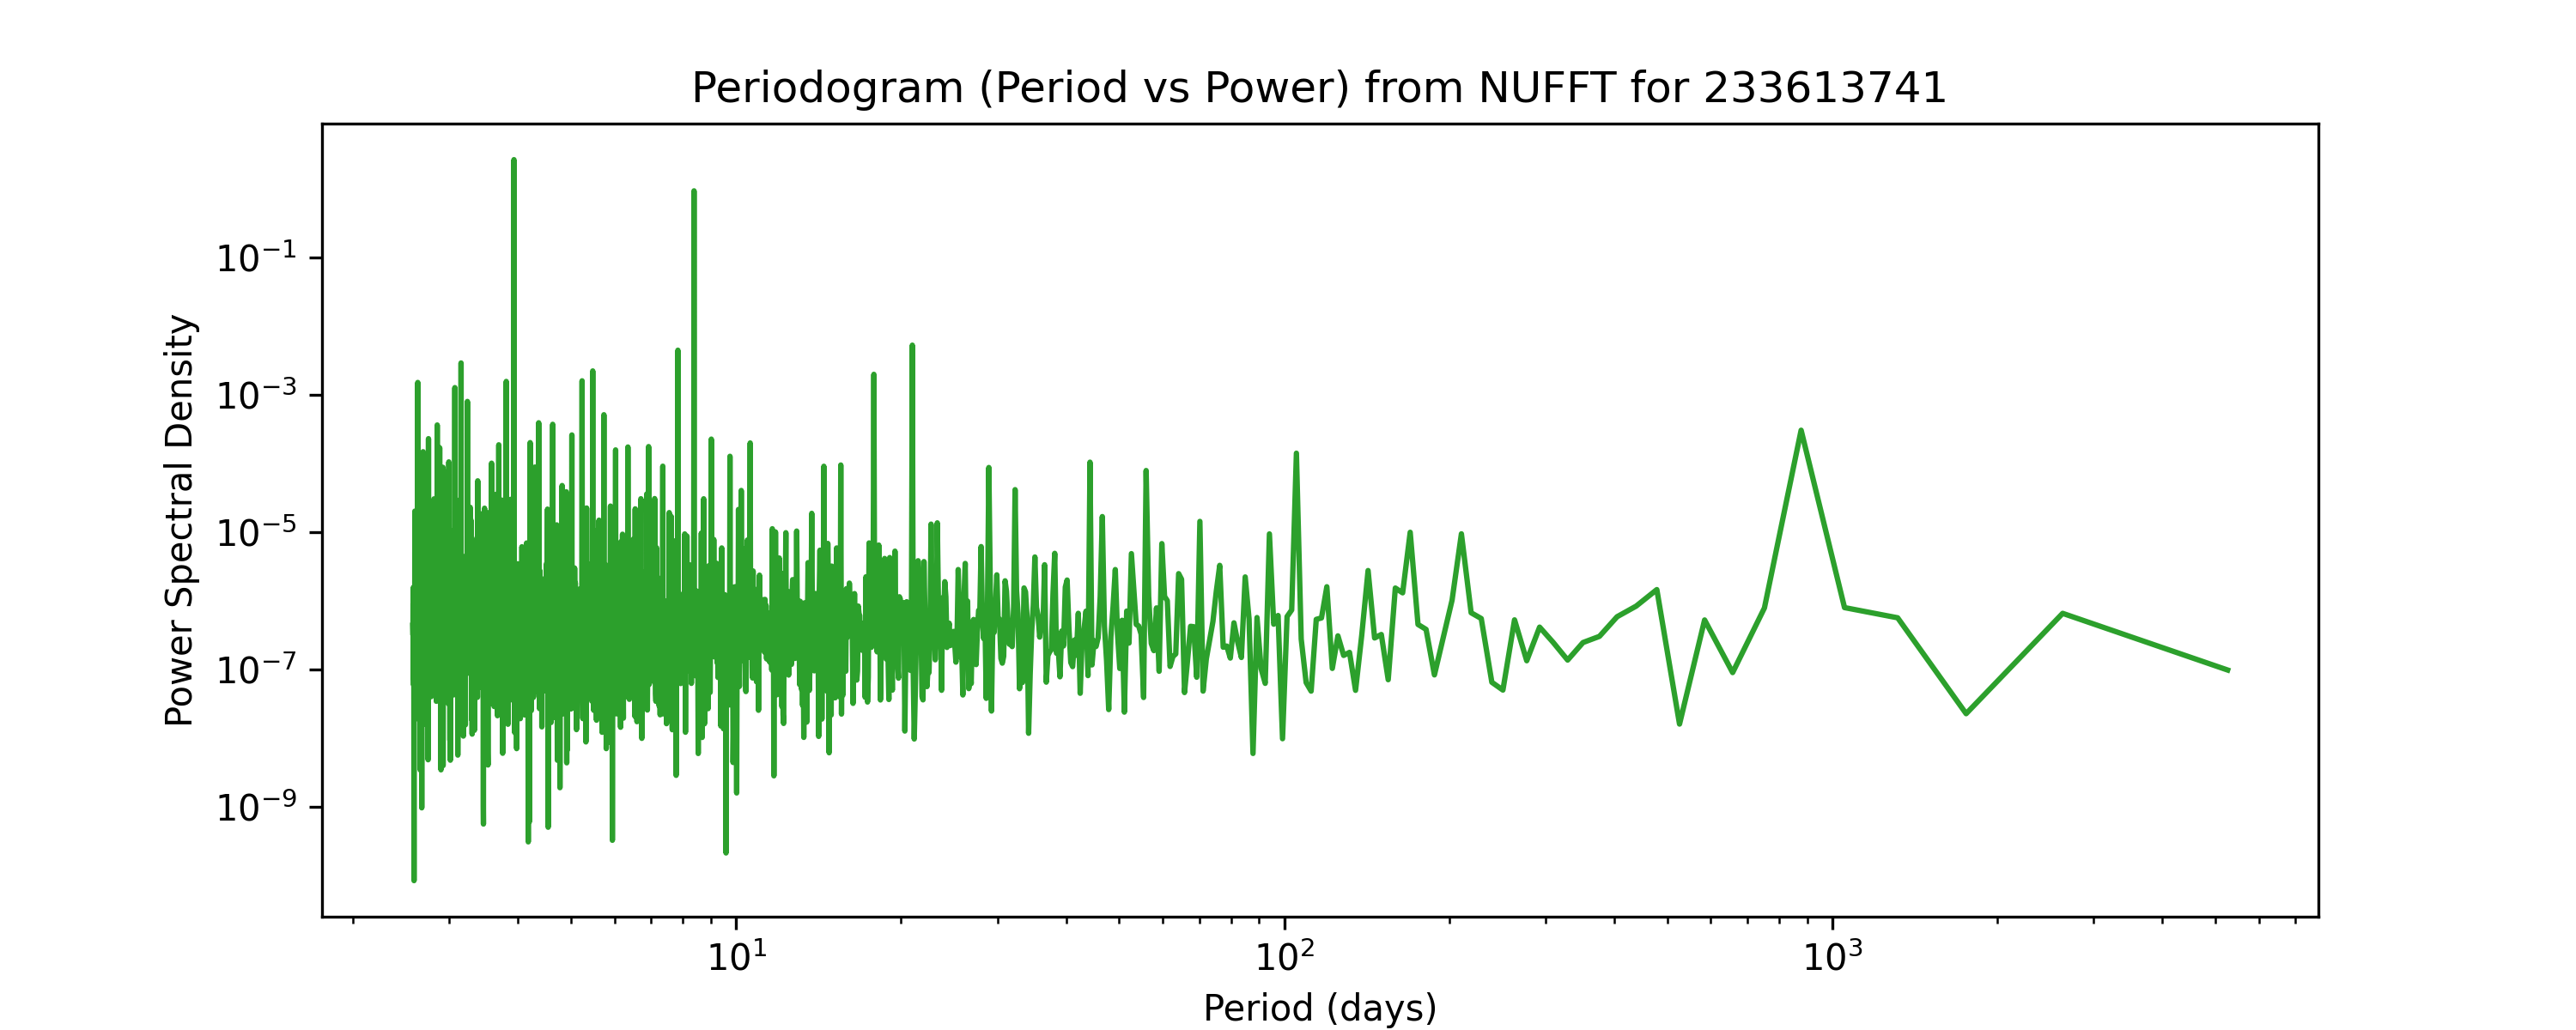 Periodogram (Period vs Power) from NUFFT for 233613741
Power Spectral Density
10⁻¹
10⁻³
10⁻⁵
10⁻⁷
10⁻⁹
10¹ 10² 10³
Period (days)